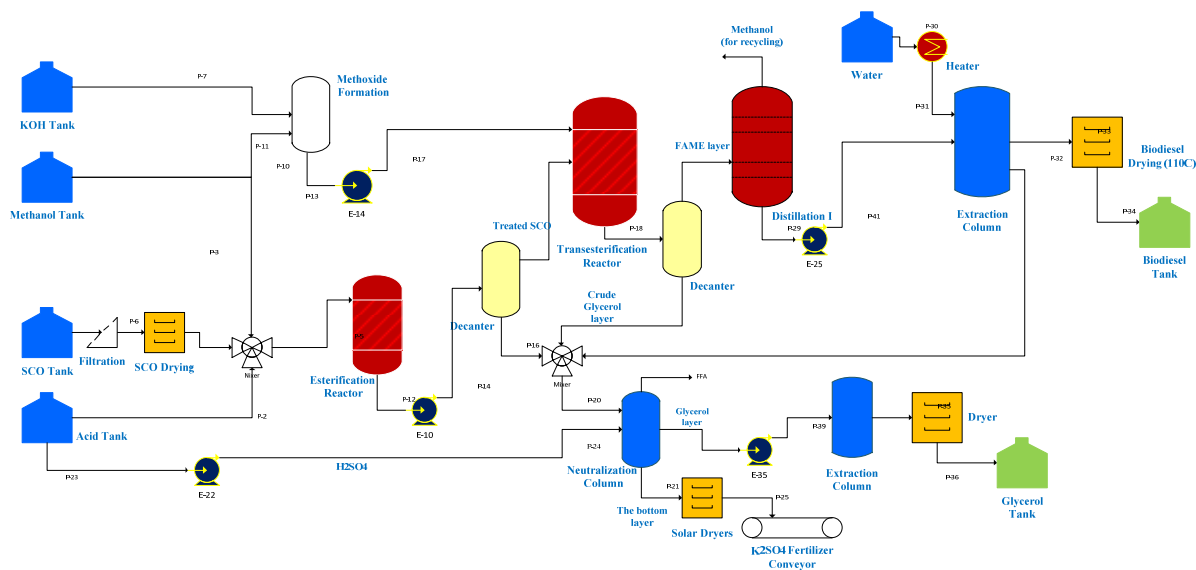 P-30
Methanol
(for recycling)
Water
Heater
P-7
Methoxide
Formation
KOH Tank
P-31
P-11
P-10
P-17
FAME layer
P-33
P-32
Biodiesel
Drying (110C)
P-13
E-14
Methanol Tank
Treated SCO
P-18
Transesterification
Reactor
Distillation I
P-29
P-41
E-25
Extraction
Column
P-34
Biodiesel
Tank
P-3
Decanter
Crude
Glycerol
layer
Decanter
P-6
P-5
P-16
SCO Tank
Filtration
SCO Drying
Nixer
Mixer
Esterification
Reactor
P-14
FFA
P-12
E-10
P-2
Acid Tank
P-20
Glycerol
layer
P-24
P-39
P-35
Dryer
H2SO4
P-23
E-22
Neutralization
Column
E-35
Extraction
Column
P-36
Glycerol
Tank
P-21
P-25
The bottom
layer
Solar Dryers
K2SO4 Fertilizer
Conveyor